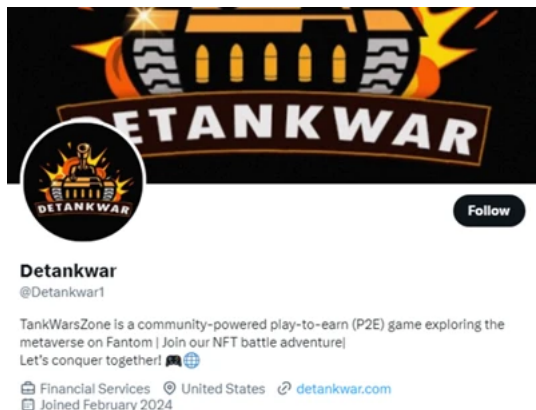 DETANKWAR
DETANKWAR
Follow
Detankwar
@Detankwar1
TankWarsZone is a community-powered play-to-earn (P2E) game exploring the
metaverse on Fantom | Join our NFT battle adventure|
Let's conquer together! 🎮🌐
Financial Services United States detankwar.com
Joined February 2024